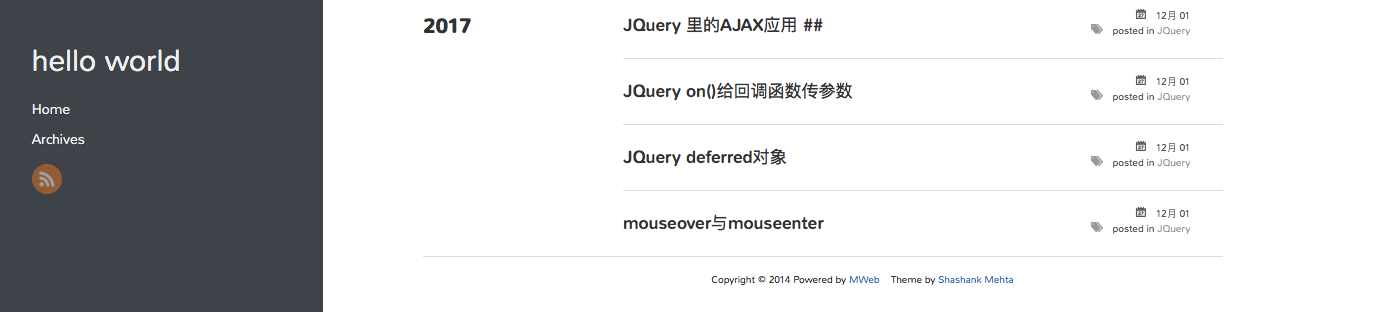 hello world
Home
Archives
2017
JQuery 里的AJAX应用 ##
12月 01
posted in JQuery
JQuery on()给回调函数传参数
12月 01
posted in JQuery
JQuery deferred对象
12月 01
posted in JQuery
mouseover与mouseenter
12月 01
posted in JQuery
Copyright © 2014 Powered by MWeb Theme by Shashank Mehta